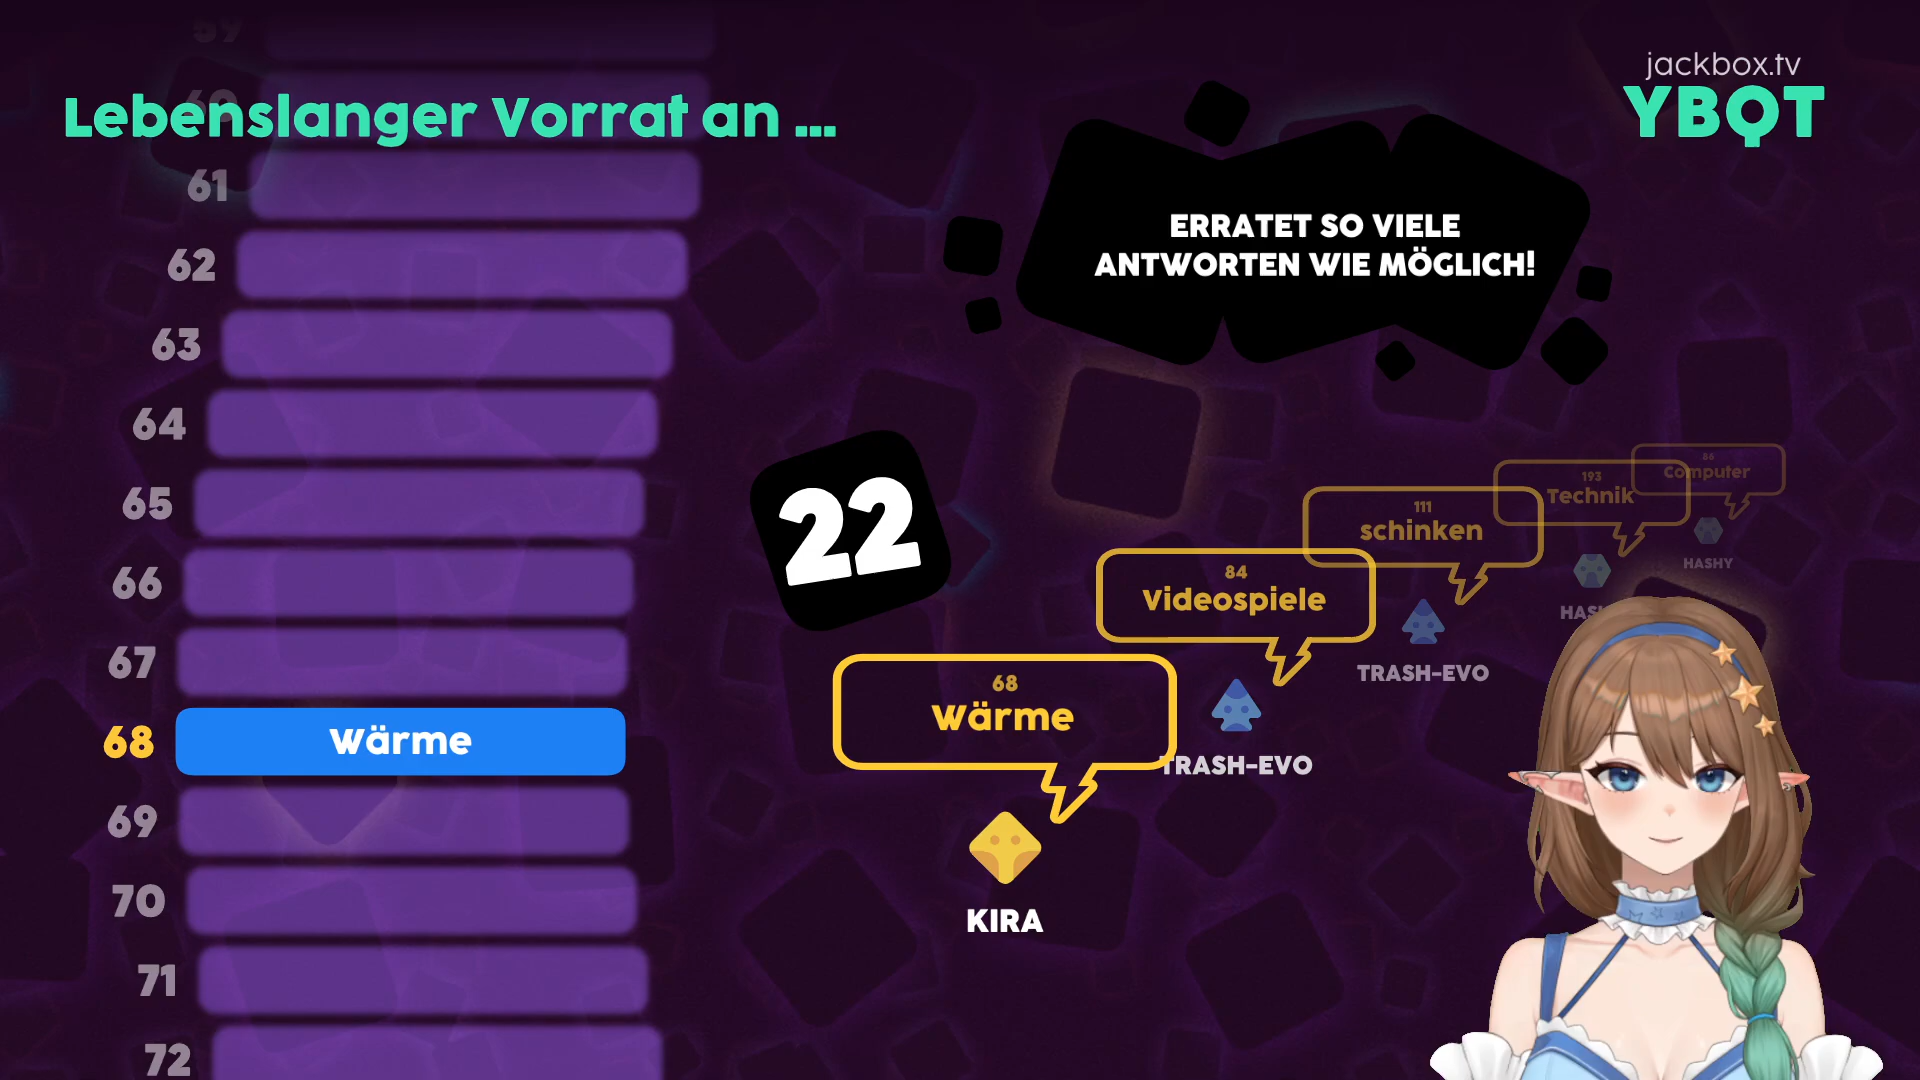 59
60
Lebenslanger Vorrat an ...
61
62
63
64
65
66
67
68 Wärme
69
70
71
72
jackbox.tv
YBQT
ERRATET SO VIELE
ANTWORTEN WIE MÖGLICH!
22
86
Computer
HASHY
193
Technik
111
schinken
TRASH-EVO
84
Videospiele
TRASH-EVO
68
Wärme
KIRA